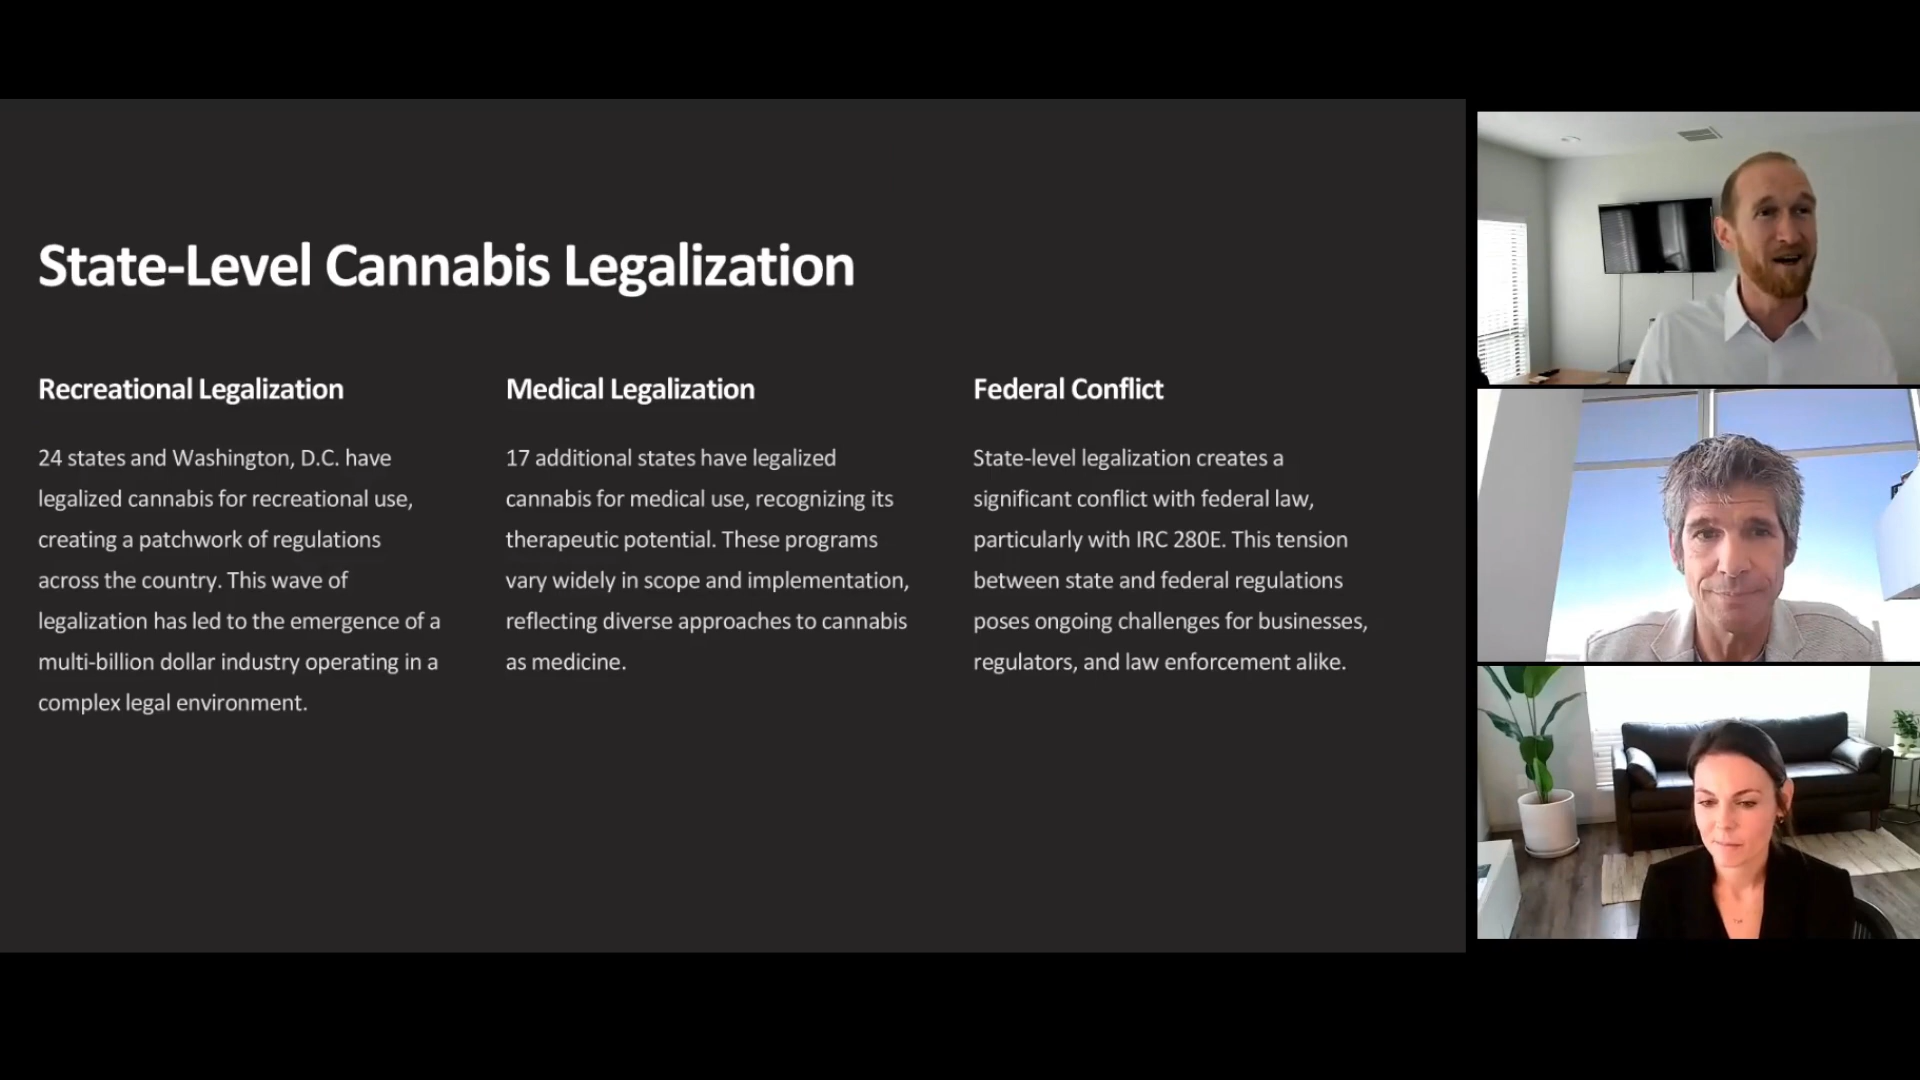 State-Level Cannabis Legalization
Recreational Legalization
24 states and Washington, D.C. have
legalized cannabis for recreational use,
creating a patchwork of regulations
across the country. This wave of
legalization has led to the emergence of a
multi-billion dollar industry operating in a
complex legal environment.
Medical Legalization
17 additional states have legalized
cannabis for medical use, recognizing its
therapeutic potential. These programs
vary widely in scope and implementation,
reflecting diverse approaches to cannabis
as medicine.
Federal Conflict
State-level legalization creates a
significant conflict with federal law,
particularly with IRC 280E. This tension
between state and federal regulations
poses ongoing challenges for businesses,
regulators, and law enforcement alike.